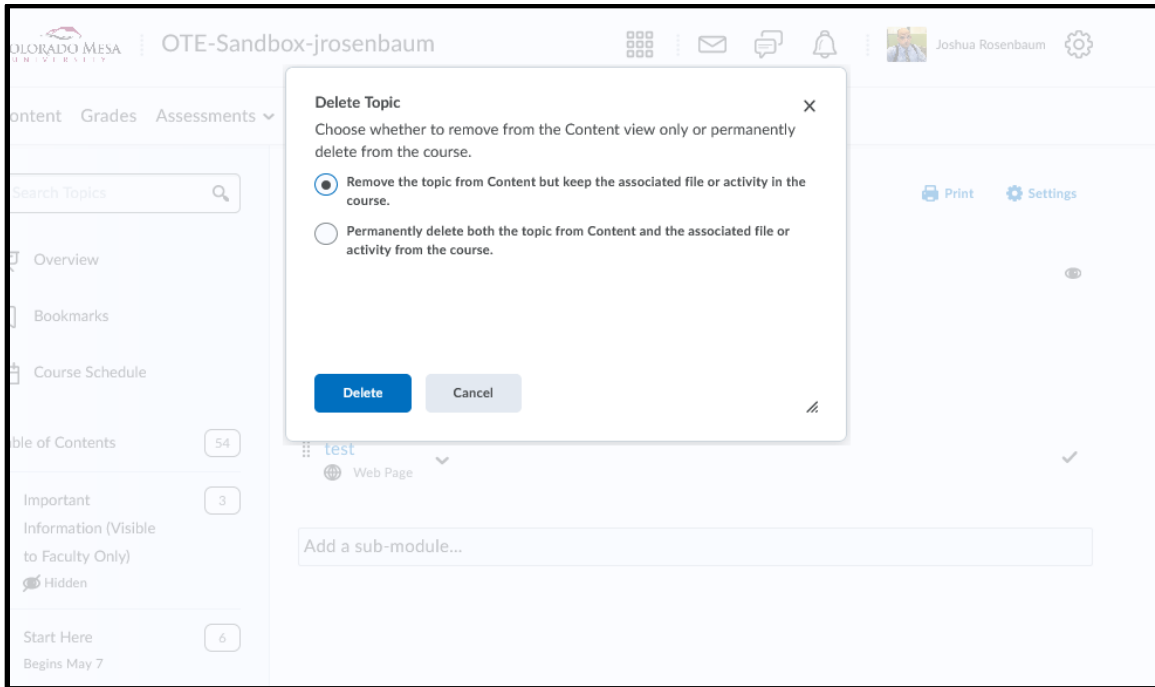 OLORADO MESA
UNIVERSITY
OTE-Sandbox-jrosenbaum
Joshua Rosenbaum
ontent Grades Assessments
Delete Topic
Choose whether to remove from the Content view only or permanently
delete from the course.
Remove the topic from Content but keep the associated file or activity in the
course.
Permanently delete both the topic from Content and the associated file or
activity from the course.
Delete Cancel
Search Topics
Print Settings
Overview
Bookmarks
Course Schedule
ble of Contents 54
Important 3
Information (Visible
to Faculty Only)
Hidden
Start Here 6
Begins May 7
test
Web Page
Add a sub-module...